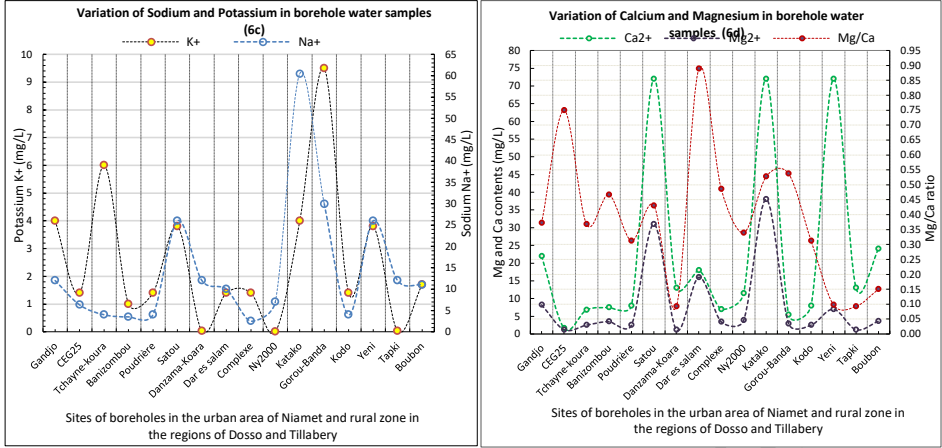 Variation of Sodium and Potassium in borehole water samples
(6c)
K+
Na+
10
9
8
7
6
5
4
3
2
1
0
Potassium K+ (mg/L)
65
60
55
50
45
40
35
30
25
20
15
10
5
0
Sodium Na+ (mg/L)
Gandjo
CEG25
Tchayne-koura
Banizombou
Poudrière
Satou
Danzama-Koara
Dar es salam
Complexe
Ny2000
Katako
Gorou-Banda
Kodo
Yeni
Tapki
Boubon
Sites of boreholes in the urban area of Niamet and rural zone in
the regions of Dosso and Tillabery
Variation of Calcium and Magnesium in borehole water
samples (6d)
Ca2+
Mg2+
Mg/Ca
80
75
70
65
60
55
50
45
40
35
30
25
20
15
10
5
0
Mg and Ca contents (mg/L)
0.95
0.90
0.85
0.80
0.75
0.70
0.65
0.60
0.55
0.50
0.45
0.40
0.35
0.30
0.25
0.20
0.15
0.10
0.05
0.00
Mg/Ca ratio
Gandjo
CEG25
Tchayne-koura
Banizombou
Poudrière
Satou
Danzama-Koara
Dar es salam
Complexe
Ny2000
Katako
Gorou-Banda
Kodo
Yeni
Tapki
Boubon
Sites of boreholes in the urban area of Niamet and rural zone in
the regions of Dosso and Tillabery